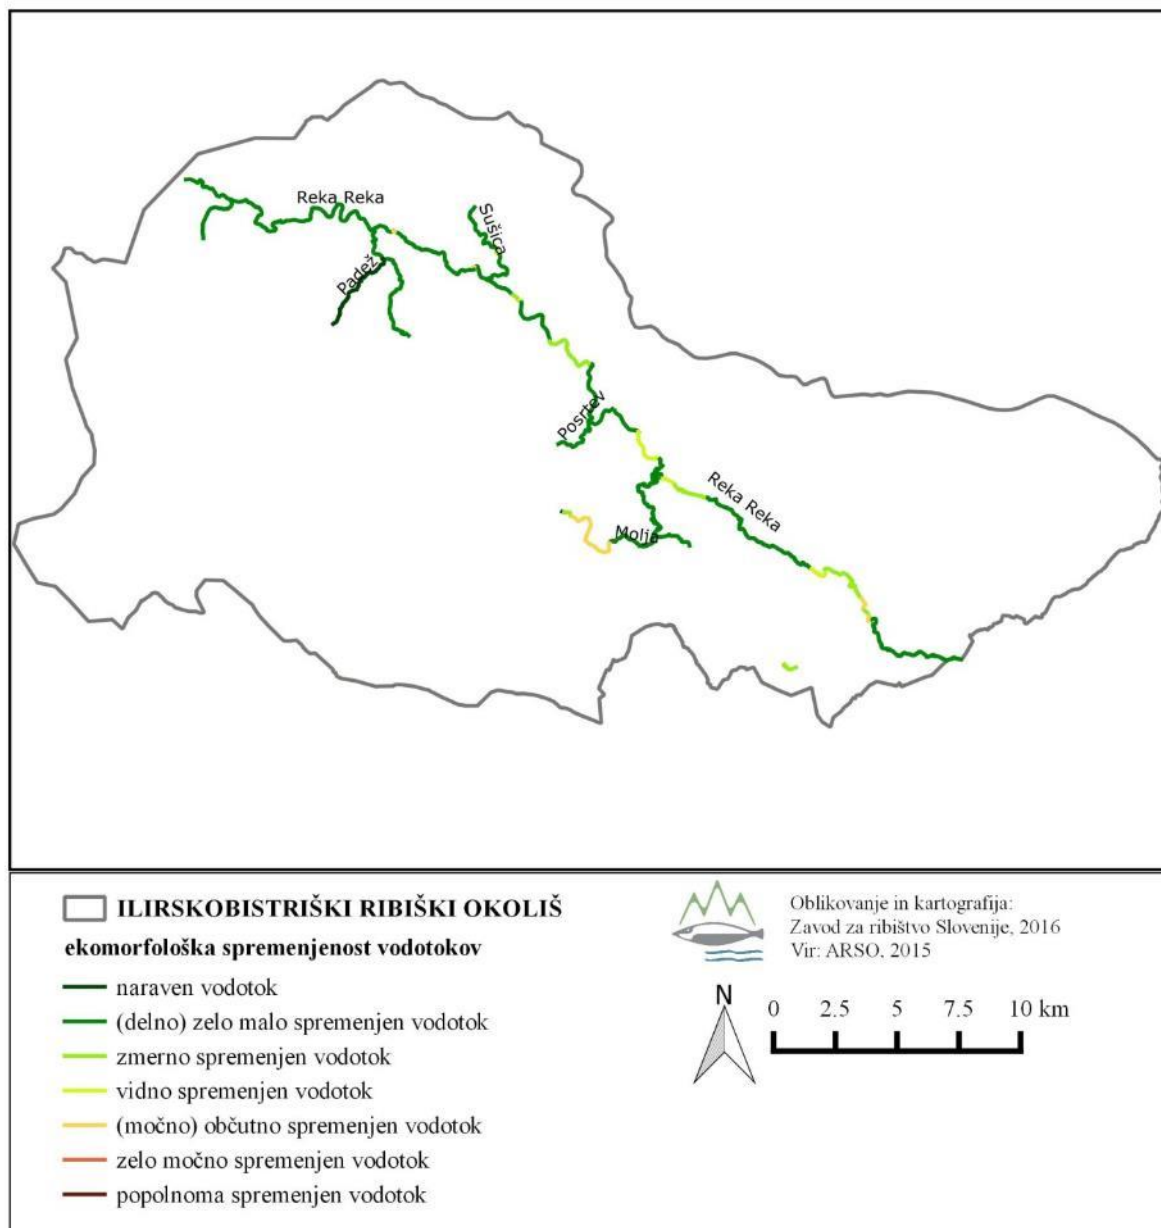 Reka Reka
Sušica
Padež
Posrtev
Reka Reka
Molja
ILIRSKOBISTRIŠKI RIBIŠKI OKOLIŠ
ekomorfološka spremenjenost vodotokov
naraven vodotok
(delno) zelo malo spremenjen vodotok
zmerno spremenjen vodotok
vidno spremenjen vodotok
(močno) občutno spremenjen vodotok
zelo močno spremenjen vodotok
popolnoma spremenjen vodotok
Oblikovanje in kartografija:
Zavod za ribištvo Slovenije, 2016
Vir: ARSO, 2015
N
0 2.5 5 7.5 10 km